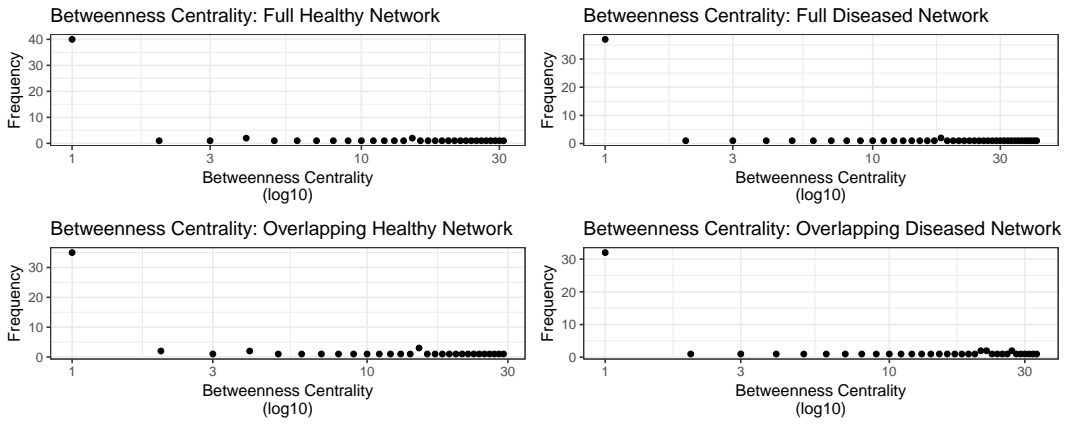 Betweenness Centrality: Full Healthy Network
Frequency
40
30
20
10
0
1
3
10
30
Betweenness Centrality
(log10)
Betweenness Centrality: Full Diseased Network
Frequency
30
20
10
0
1
3
10
30
Betweenness Centrality
(log10)
Betweenness Centrality: Overlapping Healthy Network
Frequency
30
20
10
0
1
3
10
30
Betweenness Centrality
(log10)
Betweenness Centrality: Overlapping Diseased Network
Frequency
30
20
10
0
1
3
10
30
Betweenness Centrality
(log10)